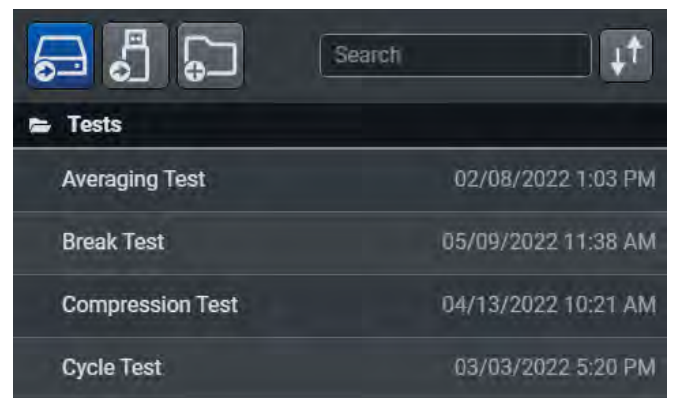 Search
Tests
Averaging Test 02/08/2022 1:03 PM
Break Test 05/09/2022 11:38 AM
Compression Test 04/13/2022 10:21 AM
Cycle Test 03/03/2022 5:20 PM